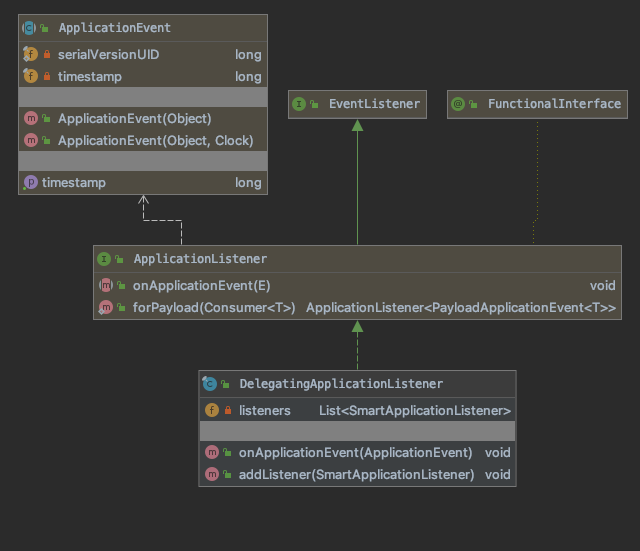 ApplicationEvent
serialVersionUID long
timestamp long
ApplicationEvent(Object)
ApplicationEvent(Object, Clock)
timestamp long
EventListener
FunctionalInterface
ApplicationListener
onApplicationEvent(E) void
forPayload(Consumer<T>) ApplicationListener<PayloadApplicationEvent<T>>
DelegatingApplicationListener
listeners List<SmartApplicationListener>
onApplicationEvent(ApplicationEvent) void
addListener(SmartApplicationListener) void